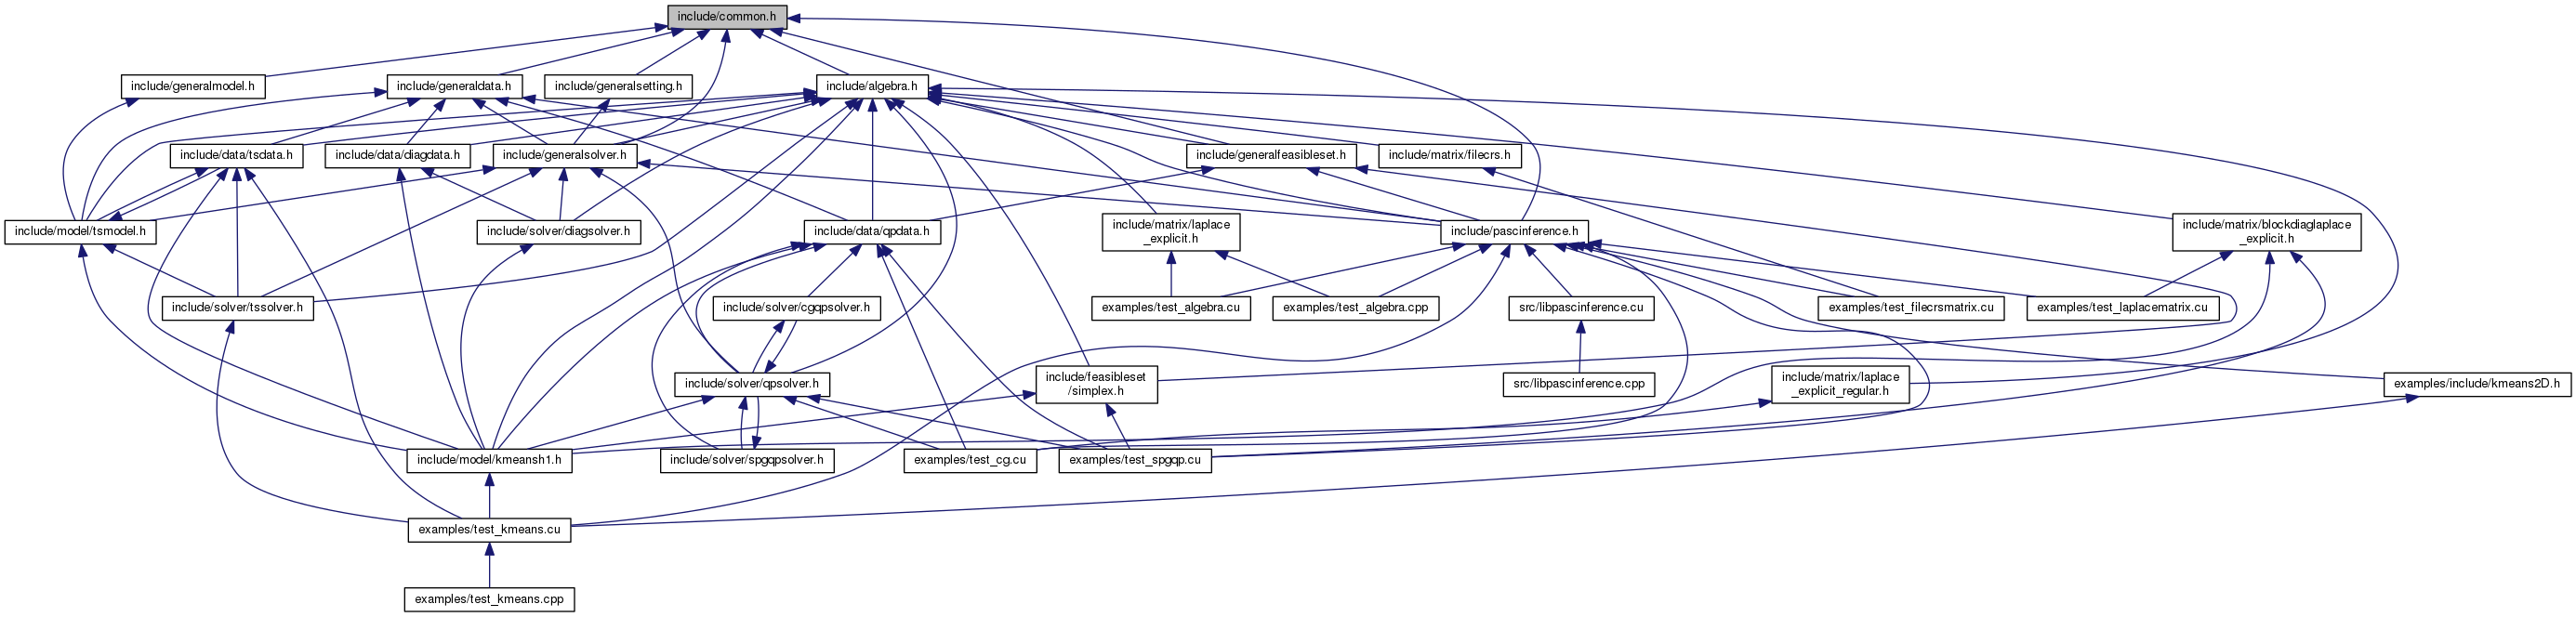 include/common.h
include/generalmodel.h
include/generaldata.h
include/generalsetting.h
include/algebra.h
include/data/tsdata.h
include/data/diagdata.h
include/generalsolver.h
include/generalfeasibleset.h
include/matrix/filecrs.h
include/model/tsmodel.h
include/solver/diagsolver.h
include/data/qpdata.h
include/matrix/laplace
_explicit.h
include/pascinference.h
include/matrix/blockdiaglaplace
_explicit.h
include/solver/tssolver.h
include/solver/cgqpsolver.h
examples/test_algebra.cu
examples/test_algebra.cpp
src/libpascinference.cu
examples/test_filecrsmatrix.cu
examples/test_laplacematrix.cu
include/solver/qpsolver.h
include/feasibleset
/simplex.h
src/libpascinference.cpp
include/matrix/laplace
_explicit_regular.h
examples/include/kmeans2D.h
include/model/kmeansh1.h
include/solver/spgqpsolver.h
examples/test_cg.cu
examples/test_spgqp.cu
examples/test_kmeans.cu
examples/test_kmeans.cpp